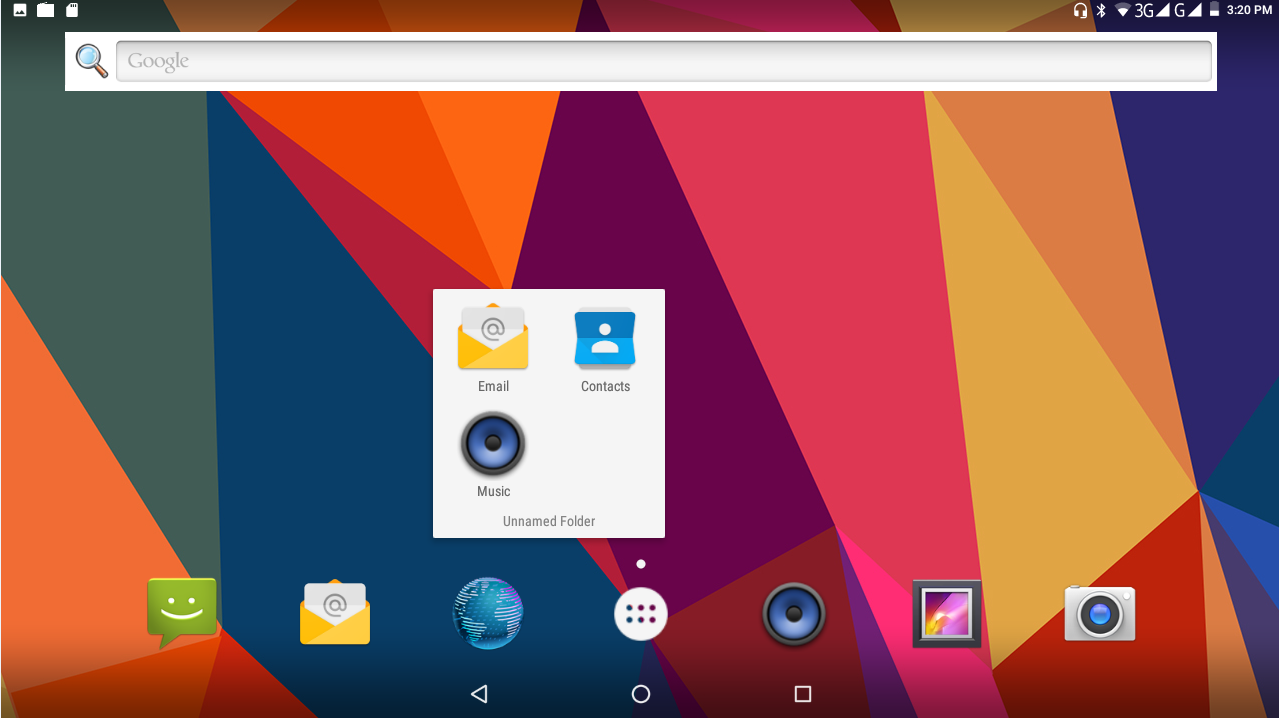 3G G 3:20 PM
Google
Email Contacts
Music
Unnamed Folder